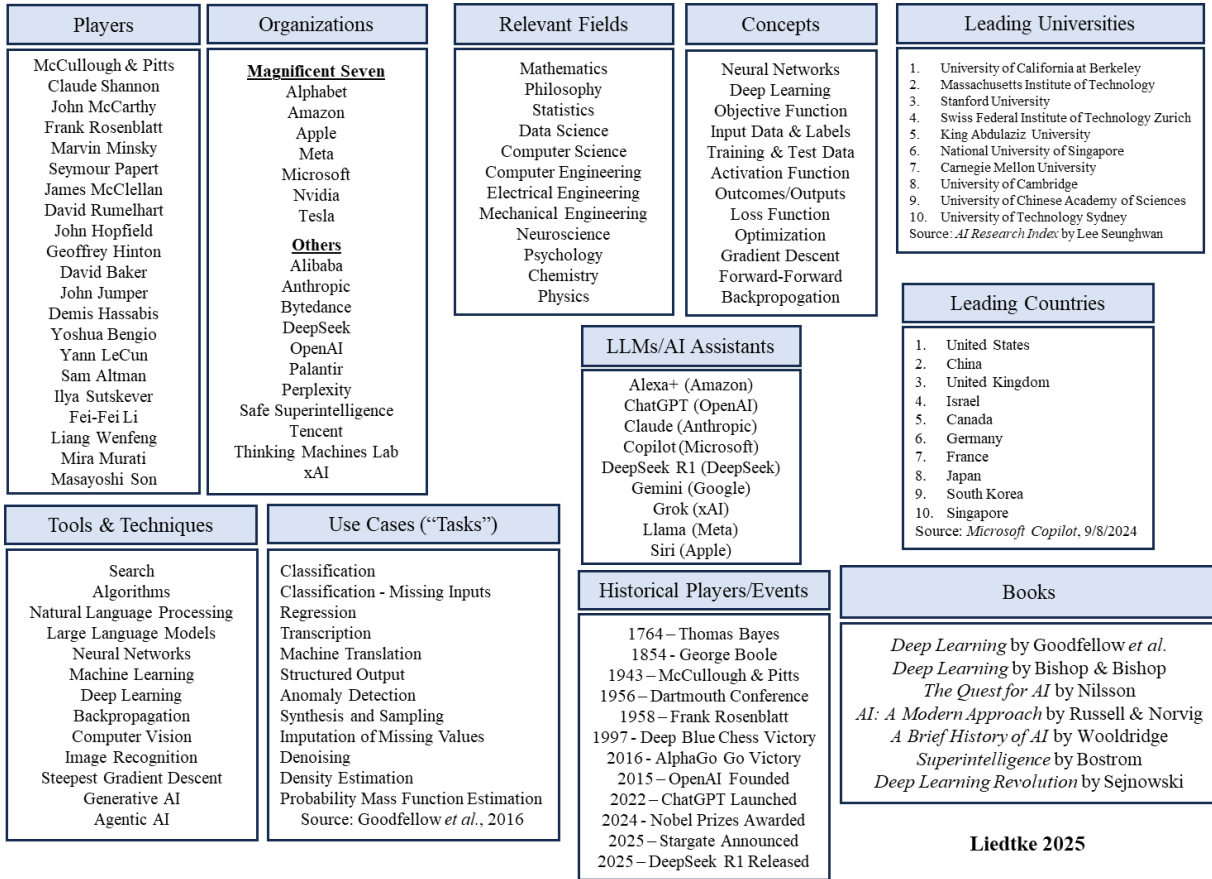 Players
McCullough & Pitts
Claude Shannon
John McCarthy
Frank Rosenblatt
Marvin Minsky
Seymour Papert
James McClellan
David Rumelhart
John Hopfield
Geoffrey Hinton
David Baker
John Jumper
Demis Hassabis
Yoshua Bengio
Yann LeCun
Sam Altman
Ilya Sutskever
Fei-Fei Li
Liang Wenfeng
Mira Murati
Masayoshi Son
Organizations
Magnificent Seven
Alphabet
Amazon
Apple
Meta
Microsoft
Nvidia
Tesla
Others
Alibaba
Anthropic
Bytedance
DeepSeek
OpenAI
Palantir
Perplexity
Safe Superintelligence
Tencent
Thinking Machines Lab
xAI
Relevant Fields
Mathematics
Philosophy
Statistics
Data Science
Computer Science
Computer Engineering
Electrical Engineering
Mechanical Engineering
Neuroscience
Psychology
Chemistry
Physics
Concepts
Neural Networks
Deep Learning
Objective Function
Input Data & Labels
Training & Test Data
Activation Function
Outcomes/Outputs
Loss Function
Optimization
Gradient Descent
Forward-Forward
Backpropogation
Leading Universities
1. University of California at Berkeley
2. Massachusetts Institute of Technology
3. Stanford University
4. Swiss Federal Institute of Technology Zurich
5. King Abdulaziz University
6. National University of Singapore
7. Carnegie Mellon University
8. University of Cambridge
9. University of Chinese Academy of Sciences
10. University of Technology Sydney
Source: AI Research Index by Lee Seunghwan
Leading Countries
1. United States
2. China
3. United Kingdom
4. Israel
5. Canada
6. Germany
7. France
8. Japan
9. South Korea
10. Singapore
Source: Microsoft Copilot, 9/8/2024
LLMs/AI Assistants
Alexa+ (Amazon)
ChatGPT (OpenAI)
Claude (Anthropic)
Copilot (Microsoft)
DeepSeek R1 (DeepSeek)
Gemini (Google)
Grok (xAI)
Llama (Meta)
Siri (Apple)
Tools & Techniques
Search
Algorithms
Natural Language Processing
Large Language Models
Neural Networks
Machine Learning
Deep Learning
Backpropagation
Computer Vision
Image Recognition
Steepest Gradient Descent
Generative AI
Agentic AI
Use Cases (“Tasks”)
Classification
Classification - Missing Inputs
Regression
Transcription
Machine Translation
Structured Output
Anomaly Detection
Synthesis and Sampling
Imputation of Missing Values
Denoising
Density Estimation
Probability Mass Function Estimation
Source: Goodfellow et al., 2016
Historical Players/Events
1764 – Thomas Bayes
1854 - George Boole
1943 – McCullough & Pitts
1956 – Dartmouth Conference
1958 – Frank Rosenblatt
1997 - Deep Blue Chess Victory
2016 - AlphaGo Go Victory
2015 – OpenAI Founded
2022 – ChatGPT Launched
2024 - Nobel Prizes Awarded
2025 – Stargate Announced
2025 – DeepSeek R1 Released
Books
Deep Learning by Goodfellow et al.
Deep Learning by Bishop & Bishop
The Quest for AI by Nilsson
AI: A Modern Approach by Russell & Norvig
A Brief History of AI by Wooldridge
Superintelligence by Bostrom
Deep Learning Revolution by Sejnowski
Liedtke 2025